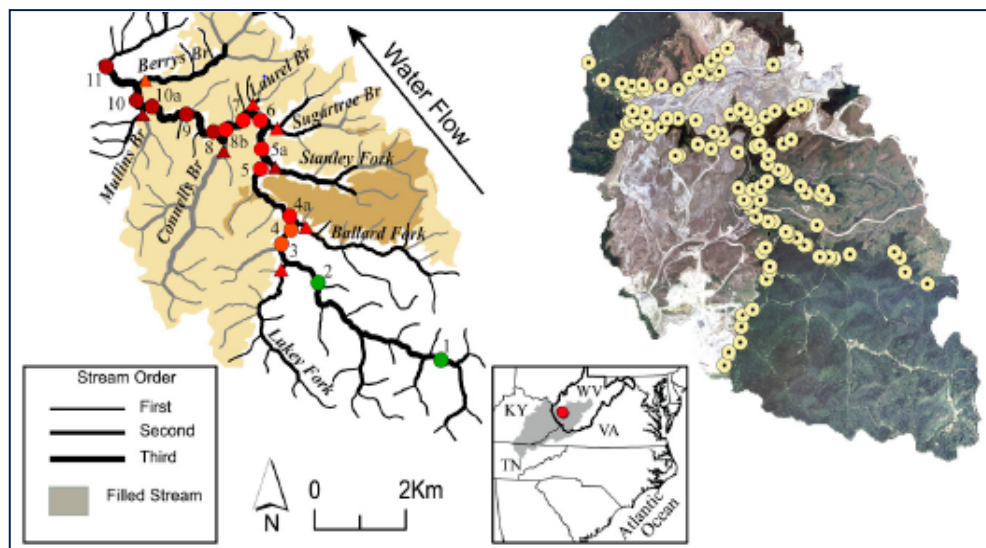 Berrys Br
Laurel Br
Water Flow
11
10
10a
7
6
Sugartree Br
9
8
8b
Mullins Br
5a
Stanley Fork
Connelly Br
5
4a
4
Ballard Fork
3
2
Lukey Fork
1
Stream Order
First
Second
Third
Filled Stream
N
0 2Km
KY
WV
VA
TN
Atlantic
Ocean